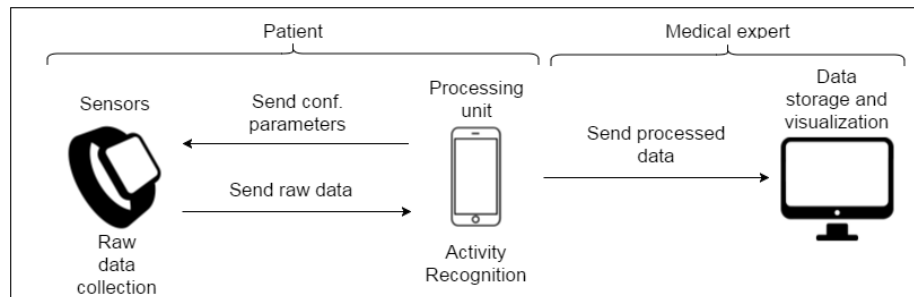 Patient
Medical expert
Sensors
Send conf.
parameters
Processing
unit
Data
storage and
visualization
Send processed
data
Send raw data
Raw
data
collection
Activity
Recognition